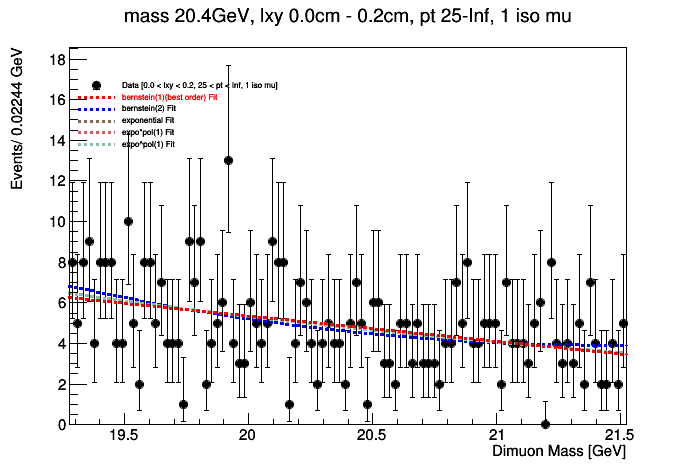 mass 20.4GeV, lxy 0.0cm - 0.2cm, pt 25-Inf, 1 iso mu
Events/ 0.02244 GeV
18
16
14
12
10
8
6
4
2
0
Data [0.0 < lxy < 0.2, 25 < pt < Inf, 1 iso mu]
bernstein(1)(best order) Fit
bernstein(2) Fit
exponential Fit
expo*pol(1) Fit
expo*pol(1) Fit
19.5 20 20.5 21 21.5
Dimuon Mass [GeV]